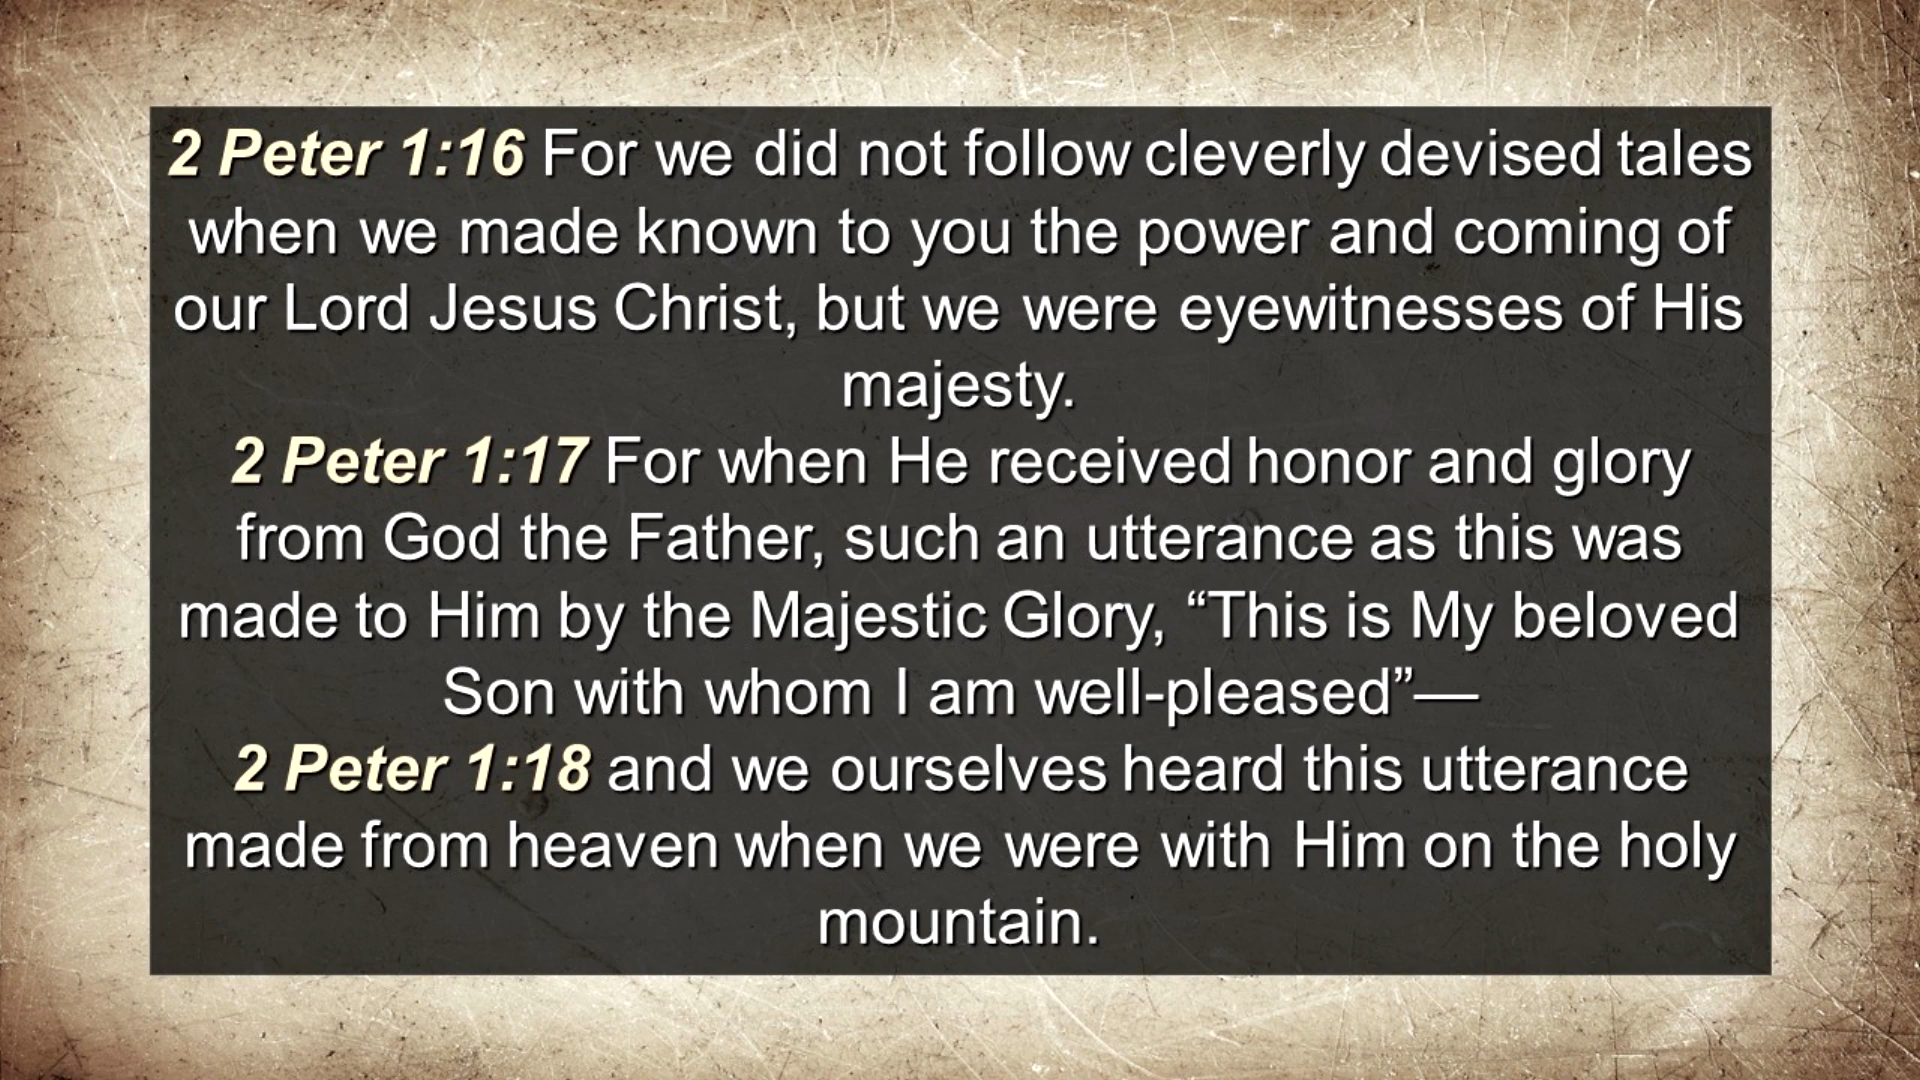 2 Peter 1:16 For we did not follow cleverly devised tales
when we made known to you the power and coming of
our Lord Jesus Christ, but we were eyewitnesses of His
majesty.
2 Peter 1:17 For when He received honor and glory
from God the Father, such an utterance as this was
made to Him by the Majestic Glory, “This is My beloved
Son with whom I am well-pleased”—
2 Peter 1:18 and we ourselves heard this utterance
made from heaven when we were with Him on the holy
mountain.